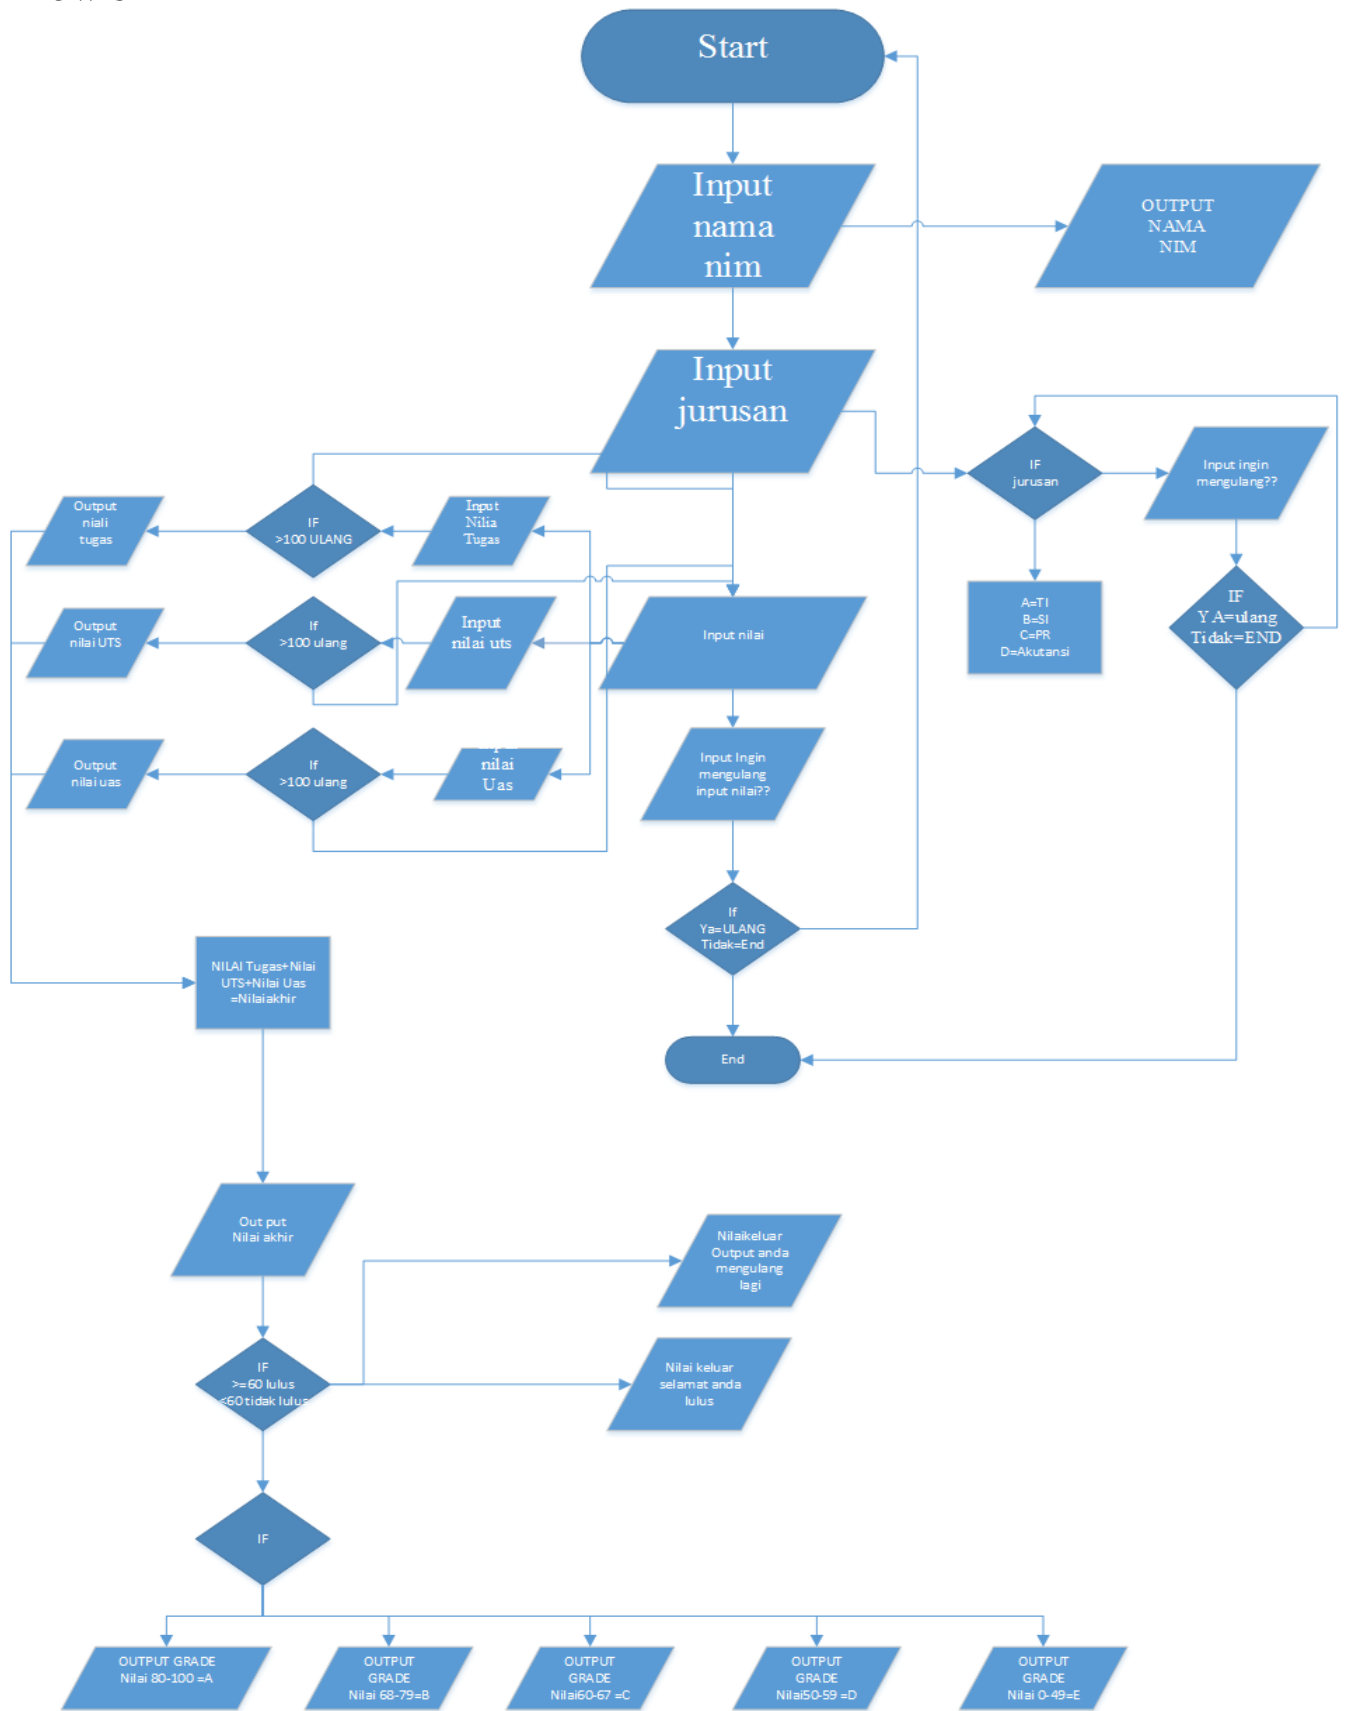 Start
Input
nama
nim
OUTPUT
NAMA
NIM
Input
jurusan
IF
jurusan
Input ingin
mengulang??
A=TI
B=SI
C=PR
D=Akutansi
IF
YA=ulang
Tidak=END
Output
niali
tugas
IF
>100 ULANG
Input
Nilia
Tugas
Output
nilai UTS
If
>100 ulang
Input
nilai uts
Input nilai
Output
nilai uas
If
>100 ulang
nilai
Uas
Input Ingin
mengulang
input nilai??
If
Ya=ULANG
Tidak=End
NILAI Tugas+Nilai
UTS+Nilai Uas
=Nilaiakhir
End
Out put
Nilai akhir
Nilaikeluar
Output anda
mengulang
lagi
IF
>=60 lulus
<60 tidak lulus
Nilai keluar
selamat anda
lulus
IF
OUTPUT GRADE
Nilai 80-100 =A
OUTPUT
GRADE
Nilai 68-79=B
OUTPUT
GRADE
Nilai60-67 =C
OUTPUT
GRADE
Nilai50-59 =D
OUTPUT
GRADE
Nilai 0-49=E